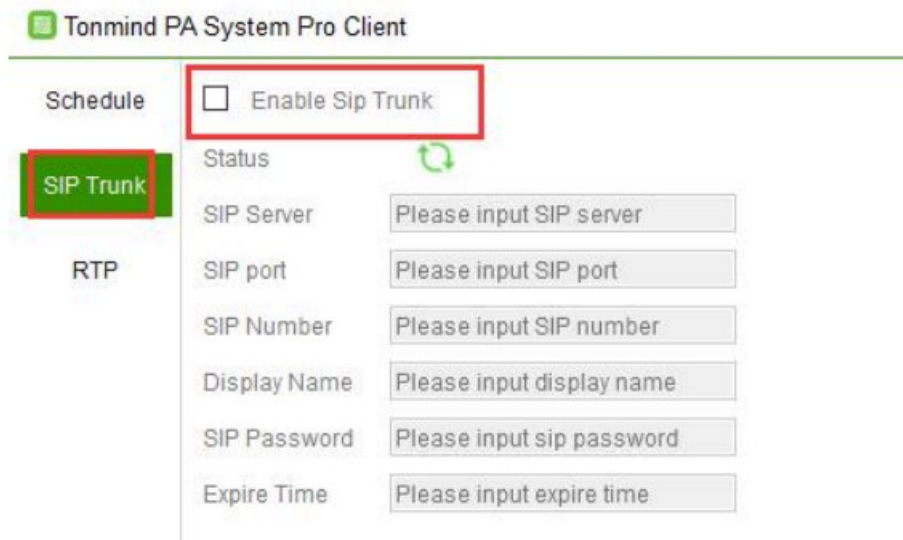 Tonmind PA System Pro Client
Schedule
SIP Trunk
RTP
Enable Sip Trunk
Status
SIP Server Please input SIP server
SIP port Please input SIP port
SIP Number Please input SIP number
Display Name Please input display name
SIP Password Please input sip password
Expire Time Please input expire time